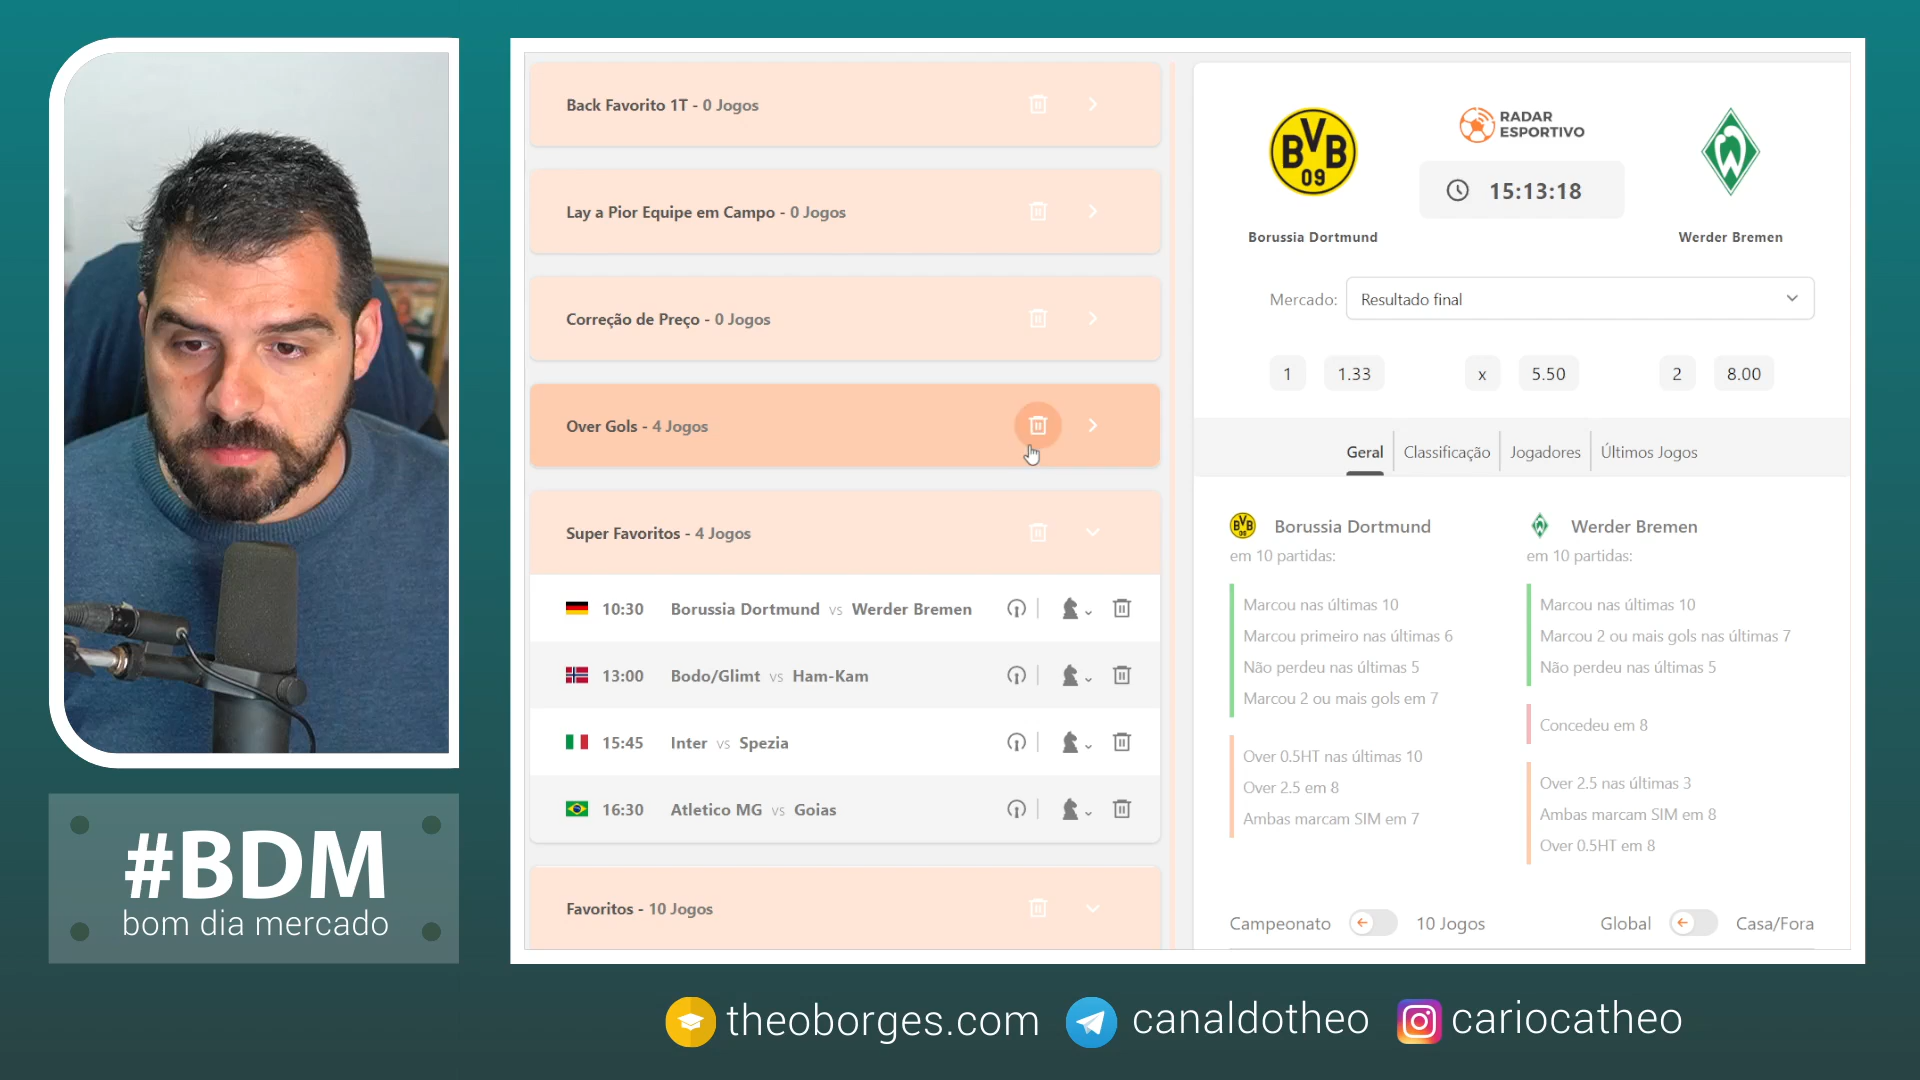 #BDM
bom dia mercado
Back Favorito 1T - 0 Jogos
Lay a Pior Equipe em Campo - 0 Jogos
Correção de Preço - 0 Jogos
Over Gols - 4 Jogos
Super Favoritos - 4 Jogos
10:30 Borussia Dortmund vs Werder Bremen
13:00 Bodo/Glimt vs Ham-Kam
15:45 Inter vs Spezia
16:30 Atletico MG vs Goias
Favoritos - 10 Jogos
BVB
09
RADAR
ESPORTIVO
W
15:13:18
Borussia Dortmund
Werder Bremen
Mercado: Resultado final
1 1.33 x 5.50 2 8.00
Geral Classificação Jogadores Últimos Jogos
BVB
09
Borussia Dortmund
em 10 partidas:
Marcou nas últimas 10
Marcou primeiro nas últimas 6
Não perdeu nas últimas 5
Marcou 2 ou mais gols em 7
Over 0.5HT nas últimas 10
Over 2.5 em 8
Ambas marcam SIM em 7
Werder Bremen
em 10 partidas:
Marcou nas últimas 10
Marcou 2 ou mais gols nas últimas 7
Não perdeu nas últimas 5
Concedeu em 8
Over 2.5 nas últimas 3
Ambas marcam SIM em 8
Over 0.5HT em 8
Campeonato 10 Jogos Global Casa/Fora
theoborges.com canaldotheo cariocatheo